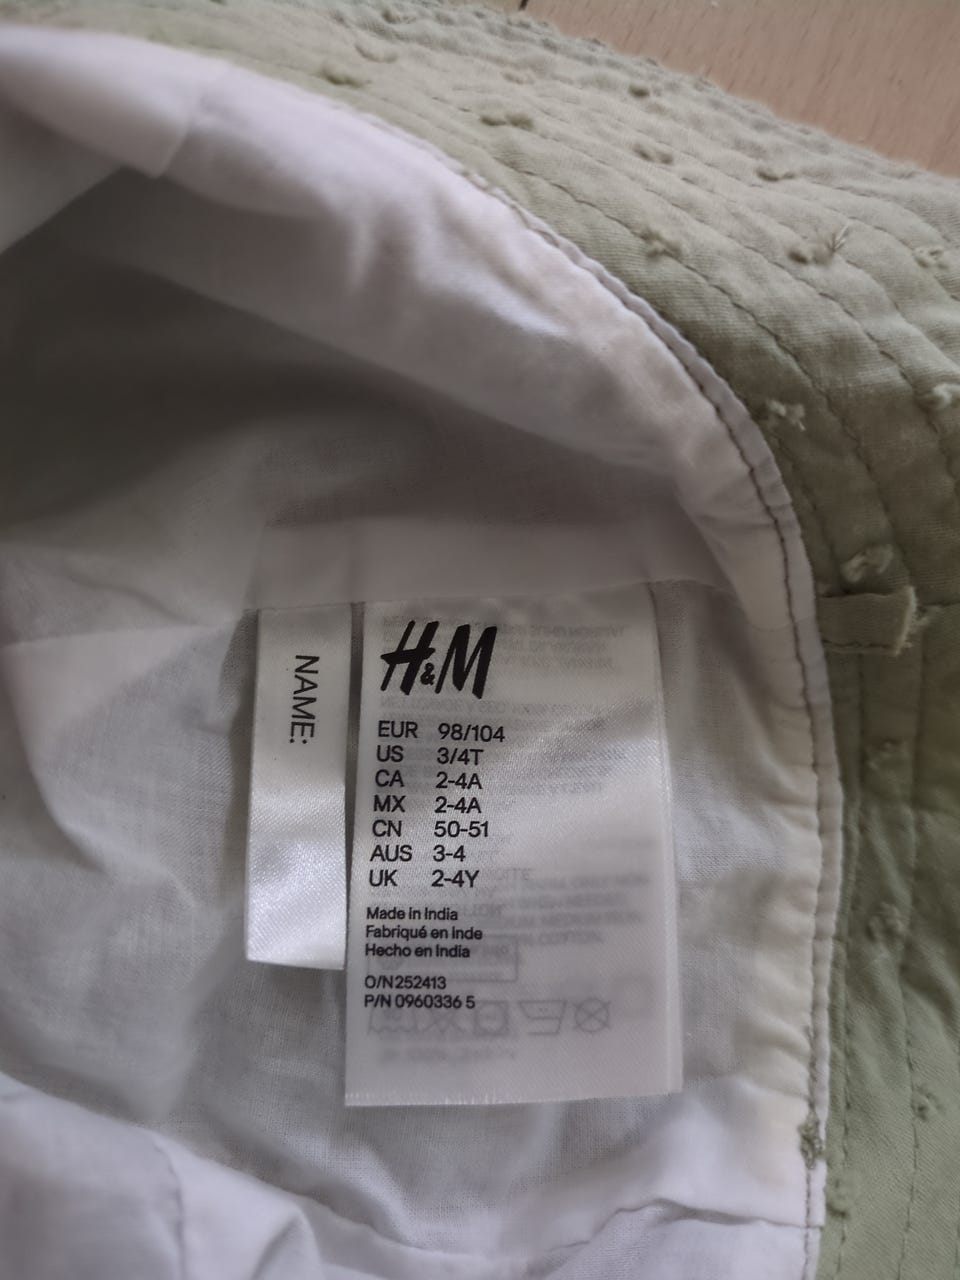 NAME:
H&M
EUR 98/104
US 3/4T
CA 2-4A
MX 2-4A
CN 50-51
AUS 3-4
UK 2-4Y
Made in India
Fabriqué en Inde
Hecho en India
O/N 252413
P/N 0960336 5